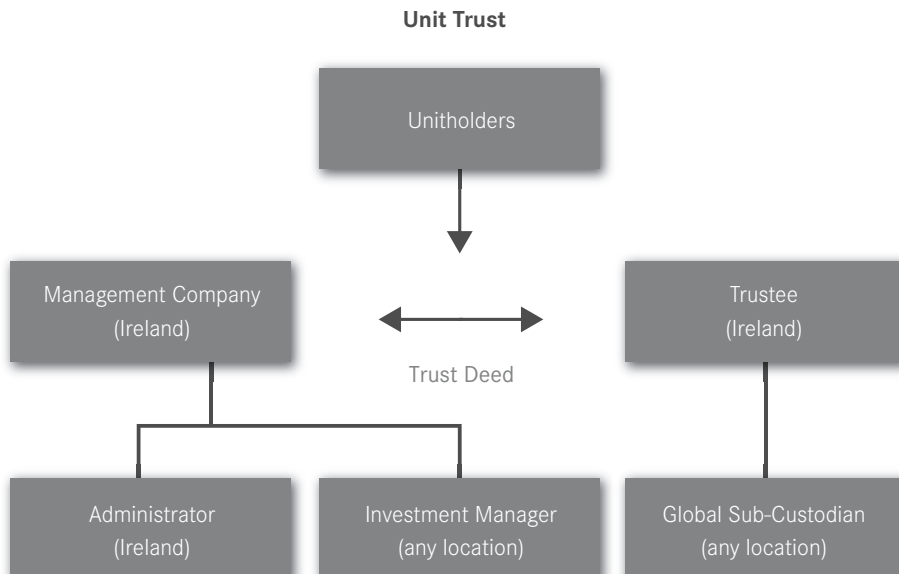 Unit Trust
Unitholders
Management Company
(Ireland)
Trustee
(Ireland)
Trust Deed
Administrator
(Ireland)
Investment Manager
(any location)
Global Sub-Custodian
(any location)